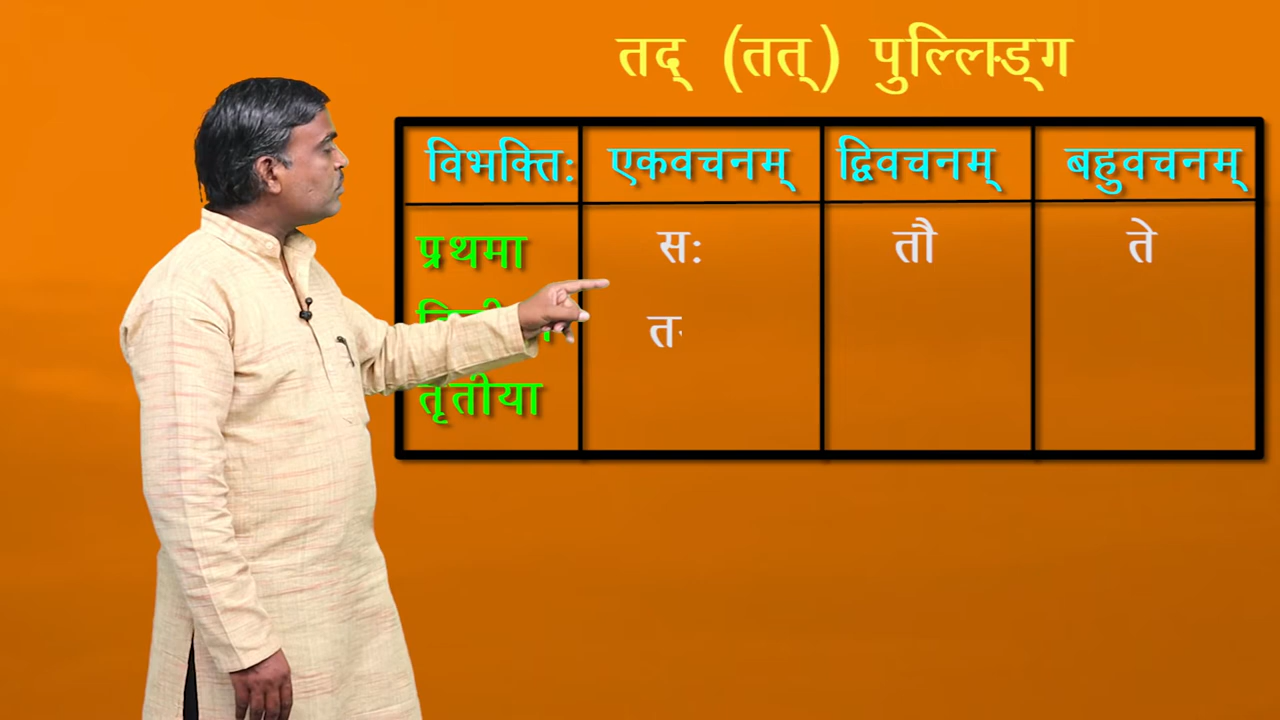 तद् (तत्) पुल्लिङ्ग
विभक्तिः एकवचनम् द्विवचनम् बहुवचनम्
प्रथमा सः तौ ते
तृतीया